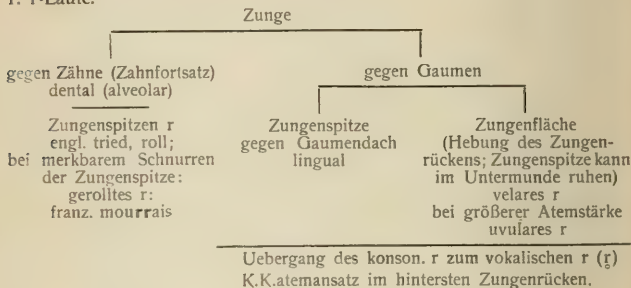 1. r-Laute.
Zunge
gegen Zähne (Zahnfortsatz)
dental (alveolar)
gegen Gaumen
Zungenspitzen r
engl. tried, roll;
bei merkbarem Schnurren
der Zungenspitze:
gerolltes r:
franz. mourrais
Zungenspitze
gegen Gaumendach
lingual
Zungenfläche
(Hebung des Zungen-
rückens; Zungenspitze kann
im Untermunde ruhen)
velares r
bei größerer Atemstärke
uvulares r
Uebergang des konson. r zum vokalischen r (r̥)
K.K.atemansatz im hintersten Zungenrücken.